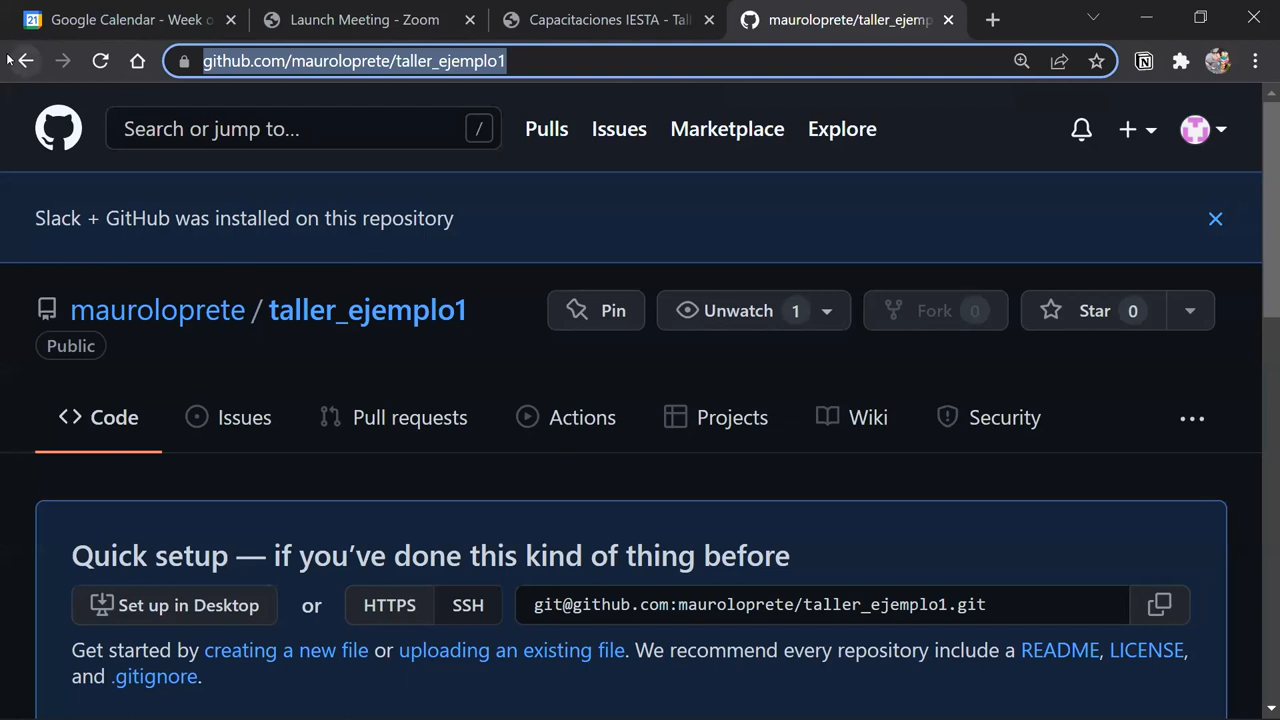 Google Calendar - Week o
Launch Meeting - Zoom
Capacitaciones IESTA - Tall
mauroloprete/taller_ejemp
github.com/mauroloprete/taller_ejemplo1
Search or jump to...
/
Pulls
Issues
Marketplace
Explore
Slack + GitHub was installed on this repository
mauroloprete / taller_ejemplo1
Pin
Unwatch 1
Fork 0
Star 0
Public
Code
Issues
Pull requests
Actions
Projects
Wiki
Security
Quick setup — if you’ve done this kind of thing before
Set up in Desktop
or
HTTPS
SSH
git@github.com:mauroloprete/taller_ejemplo1.git
Get started by creating a new file or uploading an existing file. We recommend every repository include a README, LICENSE,
and .gitignore.